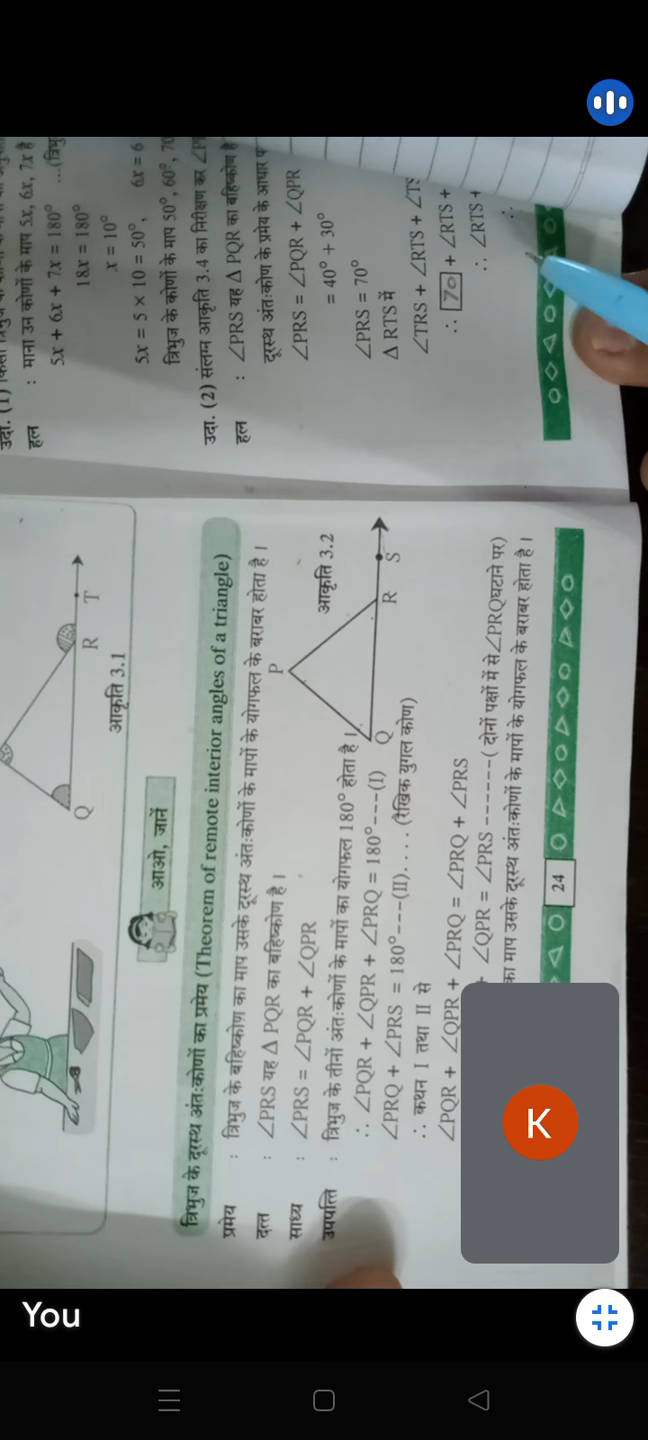 Q
R
T
आकृति 3.1
आओ, जानें
त्रिभुज के दूरस्थ अंतःकोणों का प्रमेय (Theorem of remote interior angles of a triangle)
प्रमेय : त्रिभुज के बहिष्कोण का माप उसके दूरस्थ अंतःकोणों के मापों के योगफल के बराबर होता है।
दत्त : ∠PRS यह Δ PQR का बहिष्कोण है।
साध्य : ∠PRS = ∠PQR + ∠QPR
P
Q
R
S
आकृति 3.2
उपपत्ति : त्रिभुज के तीनों अंतःकोणों के मापों का योगफल 180° होता है।
∴ ∠PQR + ∠QPR + ∠PRQ = 180°---(I)
∠PRQ + ∠PRS = 180°---(II)....(रैखिक युगल कोण)
∴ कथन I तथा II से
∠PQR + ∠QPR + ∠PRQ = ∠PRQ + ∠PRS
∠QPR = ∠PRS ------( दोनों पक्षों में से ∠PRQ घटाने पर)
का माप उसके दूरस्थ अंतःकोणों के मापों के योगफल के बराबर होता है।
24
उदा. (1)
हल : माना उन कोणों के माप 5x, 6x, 7x है
5x + 6x + 7x = 180°
18x = 180°
x = 10°
5x = 5 × 10 = 50°, 6x = 6
त्रिभुज के कोणों के माप 50°, 60°, 70
उदा. (2) संलग्न आकृति 3.4 का निरीक्षण कर
हल : ∠PRS यह Δ PQR का बहिष्कोण है
दूरस्थ अंतःकोण के प्रमेय के आधार
∠PRS = ∠PQR + ∠QPR
= 40° + 30°
∠PRS = 70°
Δ RTS में
∠TRS + ∠RTS +
∴ 70 + ∠RTS +
∴ ∠RTS +
∴
K
You